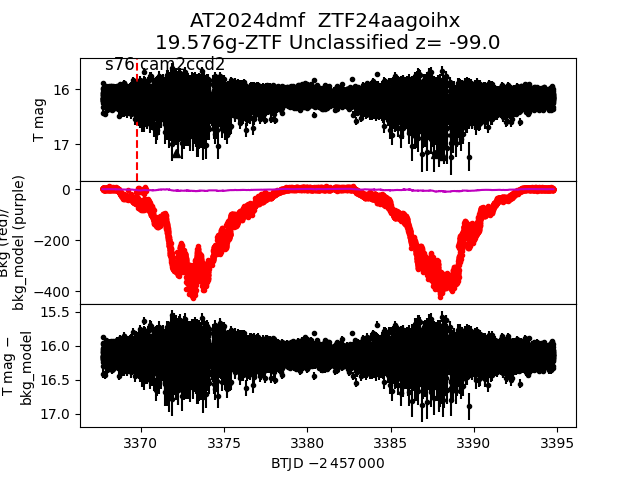 AT2024dmf  ZTF24aagoihx
19.576g-ZTF Unclassified z= -99.0
s76 cam2ccd2
16
17
T mag
0
−200
−400
Bkg (red)/
bkg_model (purple)
15.5
16.0
16.5
17.0
T mag −
bkg_model
3370 3375 3380 3385 3390 3395
BTJD −2 457 000